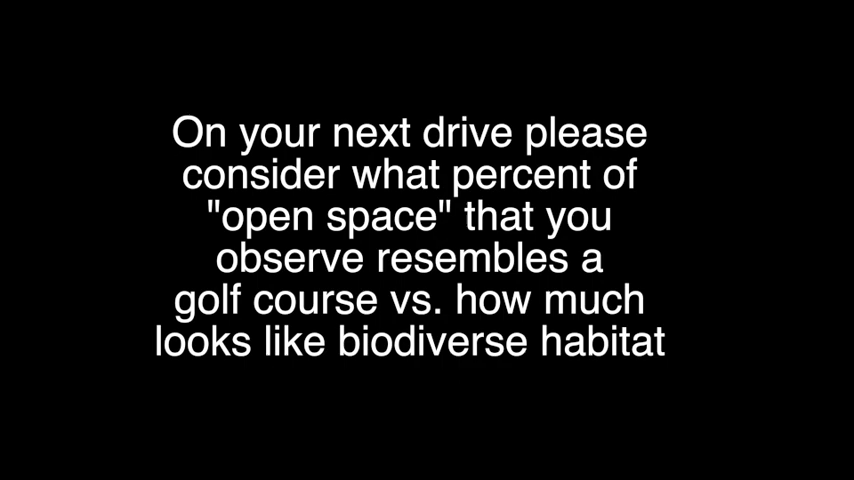 On your next drive please
consider what percent of
"open space" that you
observe resembles a
golf course vs. how much
looks like biodiverse habitat